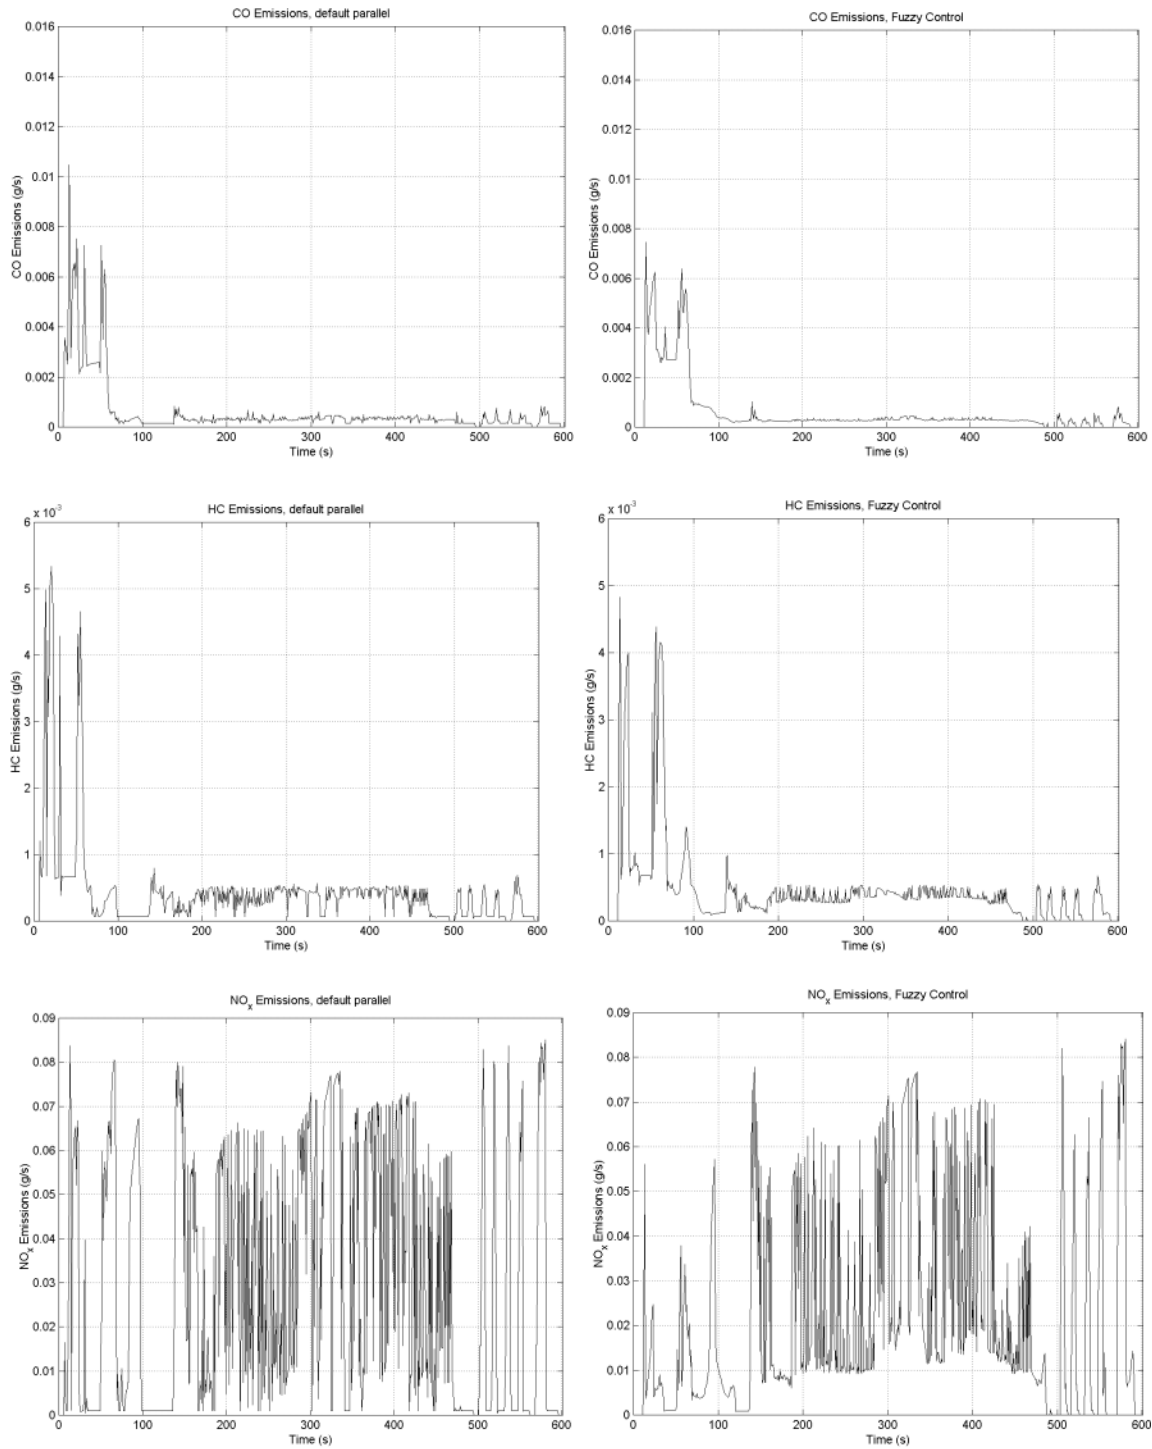 CO Emissions, default parallel
0.016
0.014
0.012
0.01
0.008
0.006
0.004
0.002
0
CO Emissions (g/s)
0 100 200 300 400 500 600
Time (s)
CO Emissions, Fuzzy Control
0.016
0.014
0.012
0.01
0.008
0.006
0.004
0.002
0
CO Emissions (g/s)
0 100 200 300 400 500 600
Time (s)
HC Emissions, default parallel
x 10-3
6
5
4
3
2
1
0
HC Emissions (g/s)
0 100 200 300 400 500 600
Time (s)
HC Emissions, Fuzzy Control
x 10-3
6
5
4
3
2
1
0
HC Emissions (g/s)
0 100 200 300 400 500 600
Time (s)
NOx Emissions, default parallel
0.09
0.08
0.07
0.06
0.05
0.04
0.03
0.02
0.01
0
NOx Emissions (g/s)
0 100 200 300 400 500 600
Time (s)
NOx Emissions, Fuzzy Control
0.09
0.08
0.07
0.06
0.05
0.04
0.03
0.02
0.01
0
NOx Emissions (g/s)
0 100 200 300 400 500 600
Time (s)